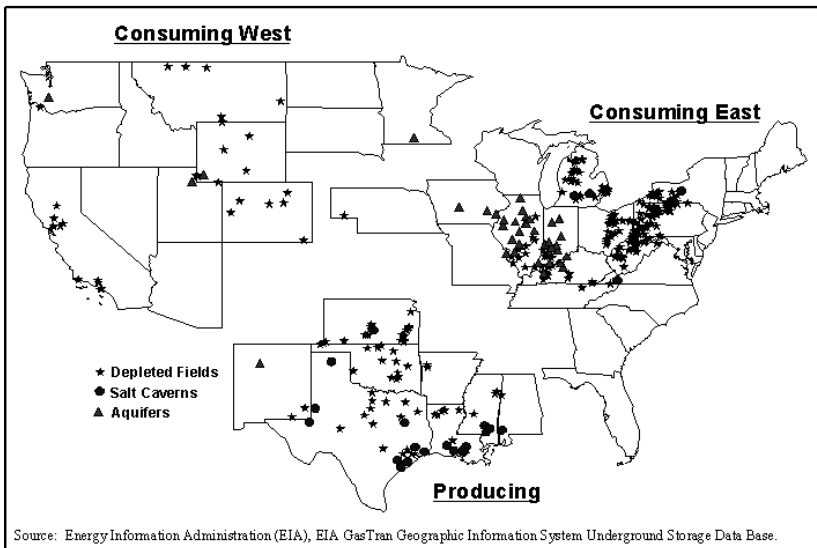 Consuming West
Consuming East
Depleted Fields
Salt Caverns
Aquifers
Producing
Source: Energy Information Administration (EIA), EIA GasTran Geographic Information System Underground Storage Data Base.